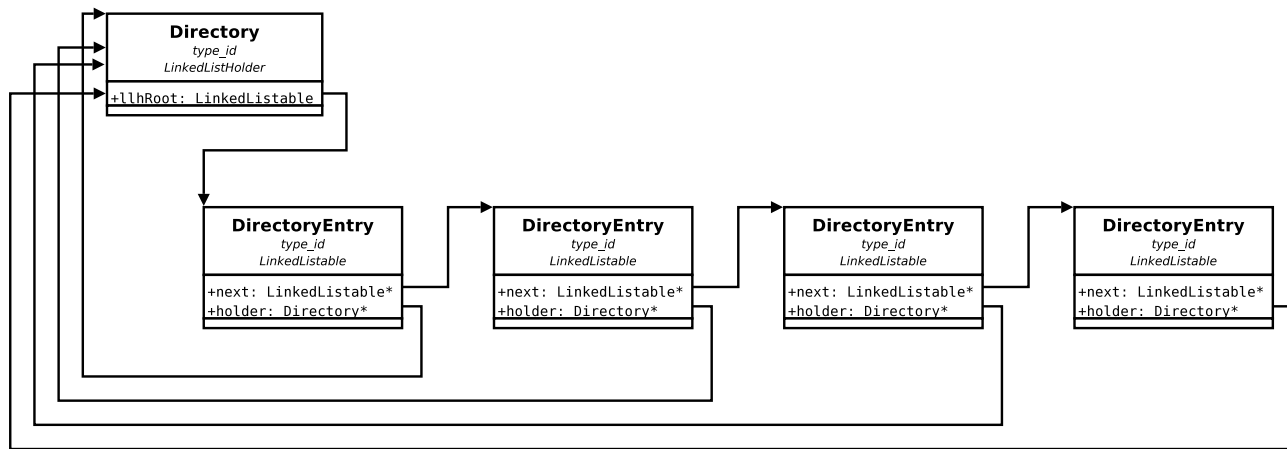 Directory
type_id
LinkedListHolder
+llhRoot: LinkedListable
DirectoryEntry
type_id
LinkedListable
+next: LinkedListable*
+holder: Directory*
DirectoryEntry
type_id
LinkedListable
+next: LinkedListable*
+holder: Directory*
DirectoryEntry
type_id
LinkedListable
+next: LinkedListable*
+holder: Directory*
DirectoryEntry
type_id
LinkedListable
+next: LinkedListable*
+holder: Directory*